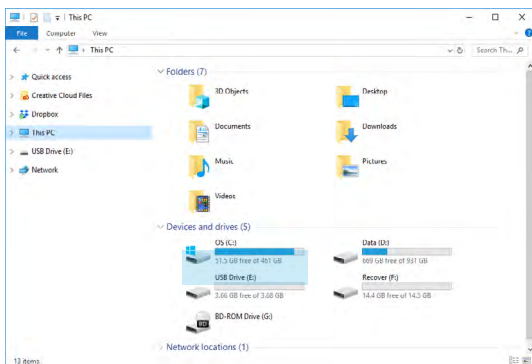 This PC
File Computer View
This PC Search Th...
Quick access
Creative Cloud Files
Dropbox
This PC
USB Drive (E:)
Network
Folders (7)
3D Objects Desktop
Documents Downloads
Music Pictures
Videos
Devices and drives (5)
OS (C:) Data (D:)
51.5 GB free of 461 GB 669 GB free of 931 GB
USB Drive (E:) Recover (F:)
3.66 GB free of 3.68 GB 14.4 GB free of 14.5 GB
BD-ROM Drive (G:)
BD
Network locations (1)
13 items